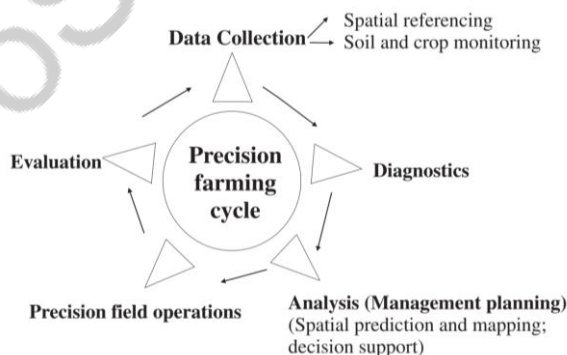 Data Collection
Spatial referencing
Soil and crop monitoring
Evaluation
Precision
farming
cycle
Diagnostics
Precision field operations
Analysis (Management planning)
(Spatial prediction and mapping;
decision support)